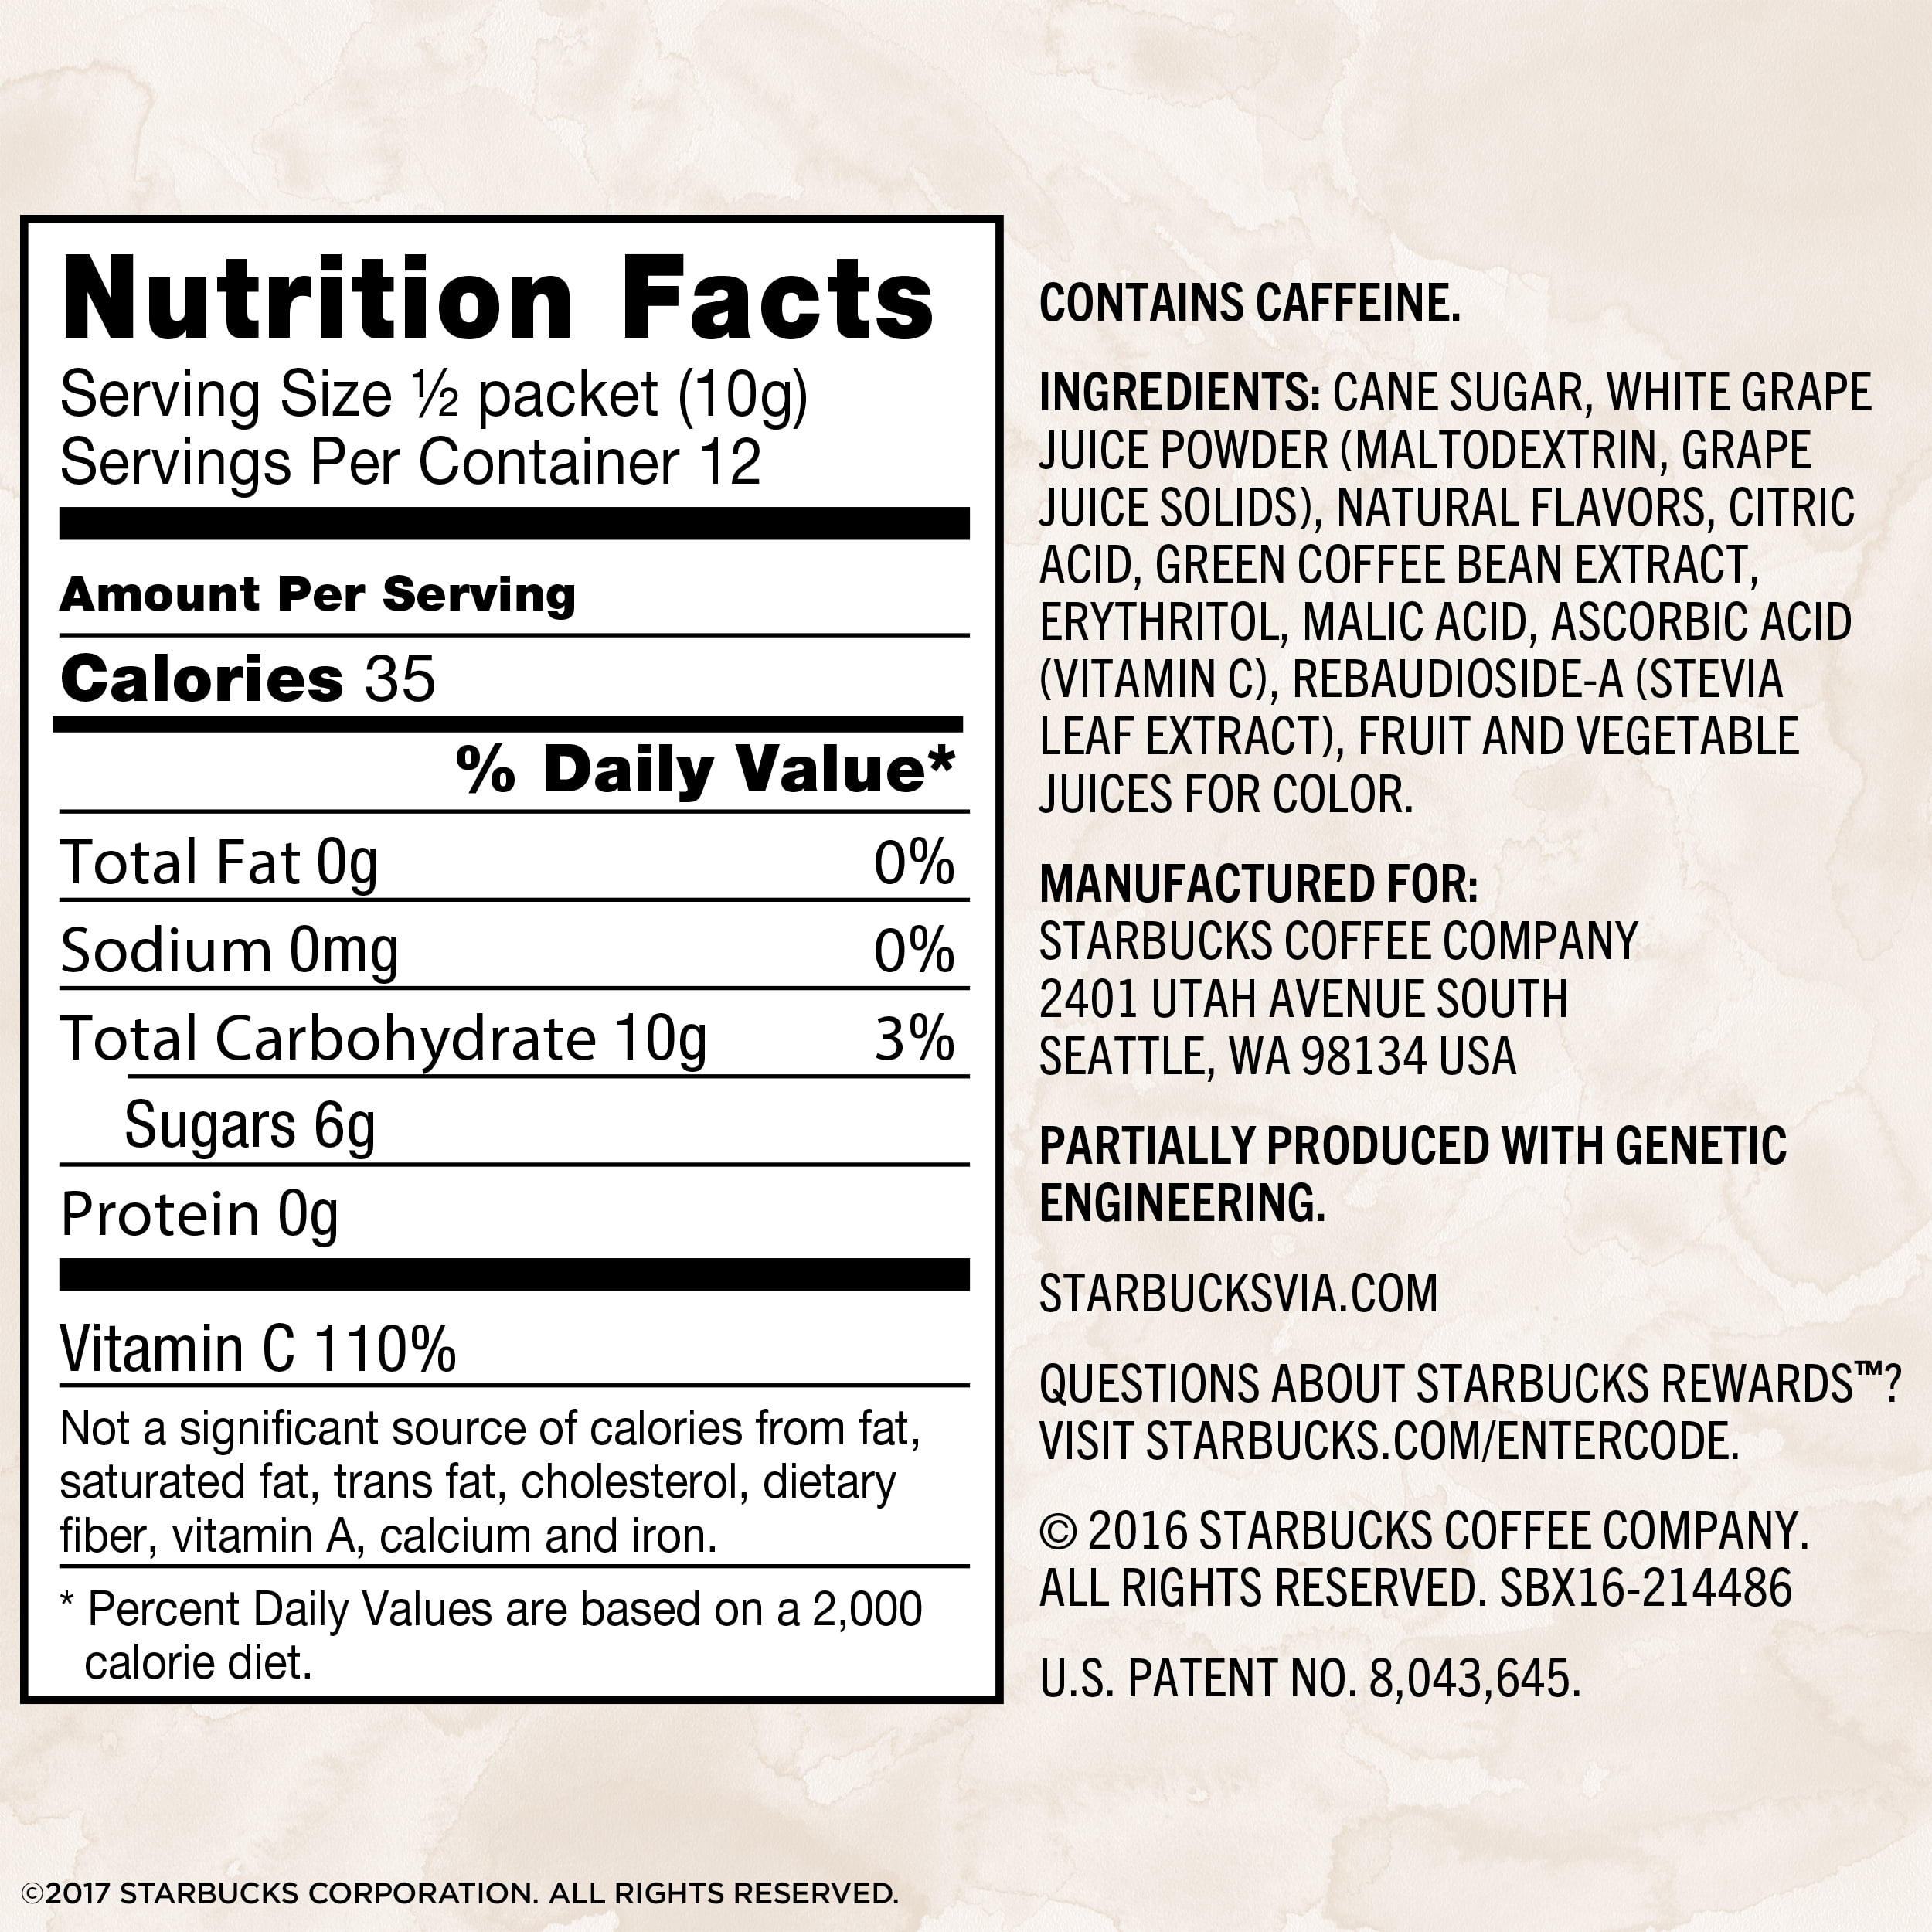 Nutrition Facts
Serving Size ½ packet (10g)
Servings Per Container 12
Amount Per Serving
Calories 35
% Daily Value*
Total Fat 0g 0%
Sodium 0mg 0%
Total Carbohydrate 10g 3%
Sugars 6g
Protein 0g
Vitamin C 110%
Not a significant source of calories from fat,
saturated fat, trans fat, cholesterol, dietary
fiber, vitamin A, calcium and iron.
* Percent Daily Values are based on a 2,000
calorie diet.
CONTAINS CAFFEINE.
INGREDIENTS: CANE SUGAR, WHITE GRAPE
JUICE POWDER (MALTODEXTRIN, GRAPE
JUICE SOLIDS), NATURAL FLAVORS, CITRIC
ACID, GREEN COFFEE BEAN EXTRACT,
ERYTHRITOL, MALIC ACID, ASCORBIC ACID
(VITAMIN C), REBAUDIOSIDE-A (STEVIA
LEAF EXTRACT), FRUIT AND VEGETABLE
JUICES FOR COLOR.
MANUFACTURED FOR:
STARBUCKS COFFEE COMPANY
2401 UTAH AVENUE SOUTH
SEATTLE, WA 98134 USA
PARTIALLY PRODUCED WITH GENETIC
ENGINEERING.
STARBUCKSVIA.COM
QUESTIONS ABOUT STARBUCKS REWARDS™?
VISIT STARBUCKS.COM/ENTERCODE.
© 2016 STARBUCKS COFFEE COMPANY.
ALL RIGHTS RESERVED. SBX16-214486
U.S. PATENT NO. 8,043,645.
©2017 STARBUCKS CORPORATION. ALL RIGHTS RESERVED.